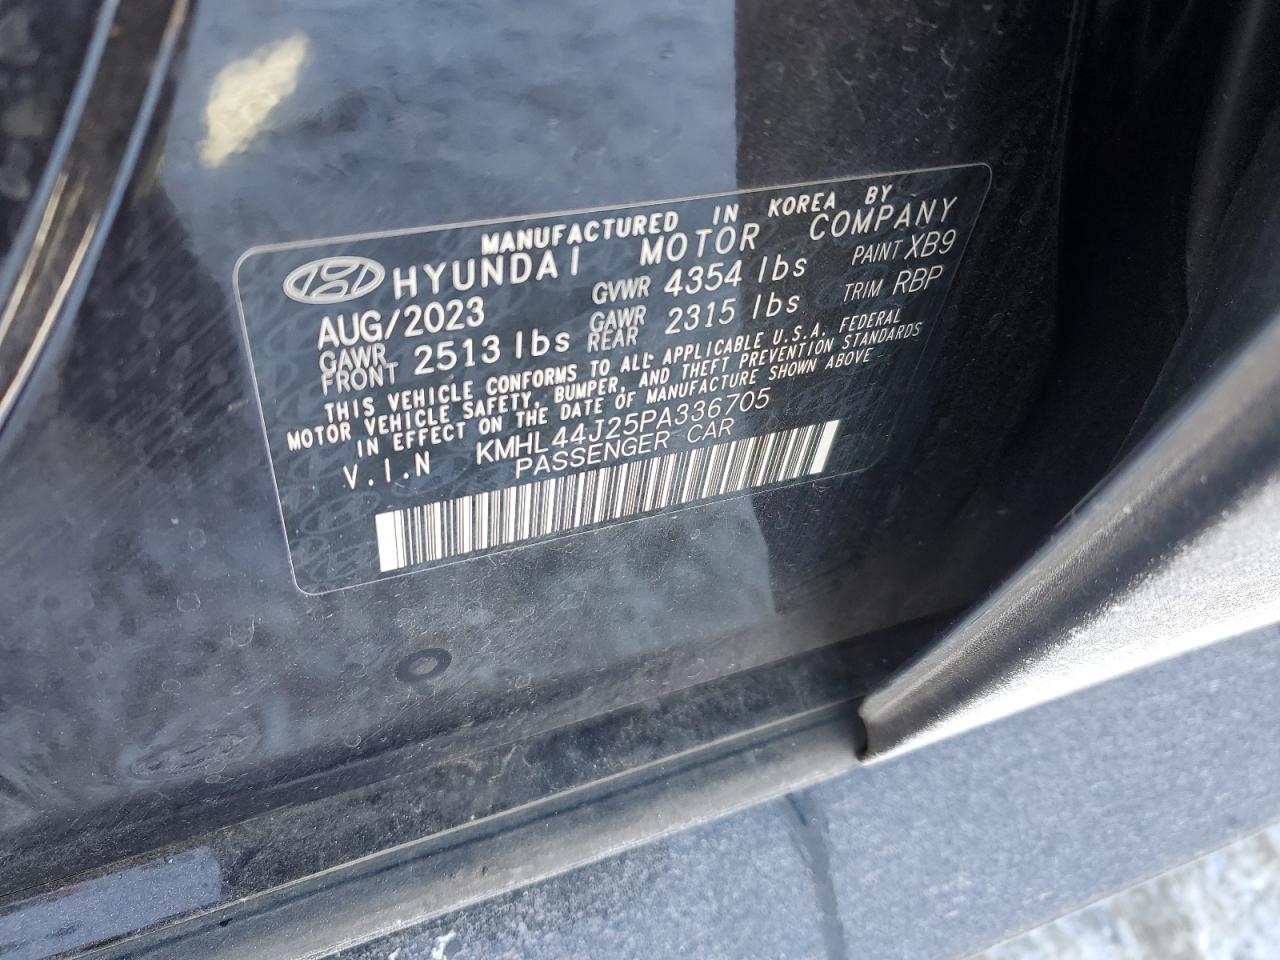 MANUFACTURED IN KOREA BY
HYUNDAI MOTOR COMPANY
AUG/2023 GVWR 4354 lbs PAINT XB9
GAWR FRONT 2513 lbs GAWR REAR 2315 lbs TRIM RBP
THIS VEHICLE CONFORMS TO ALL APPLICABLE U.S.A. FEDERAL
MOTOR VEHICLE SAFETY, BUMPER, AND THEFT PREVENTION STANDARDS
IN EFFECT ON THE DATE OF MANUFACTURE SHOWN ABOVE
V.I.N KMHL44J25PA336705
PASSENGER CAR